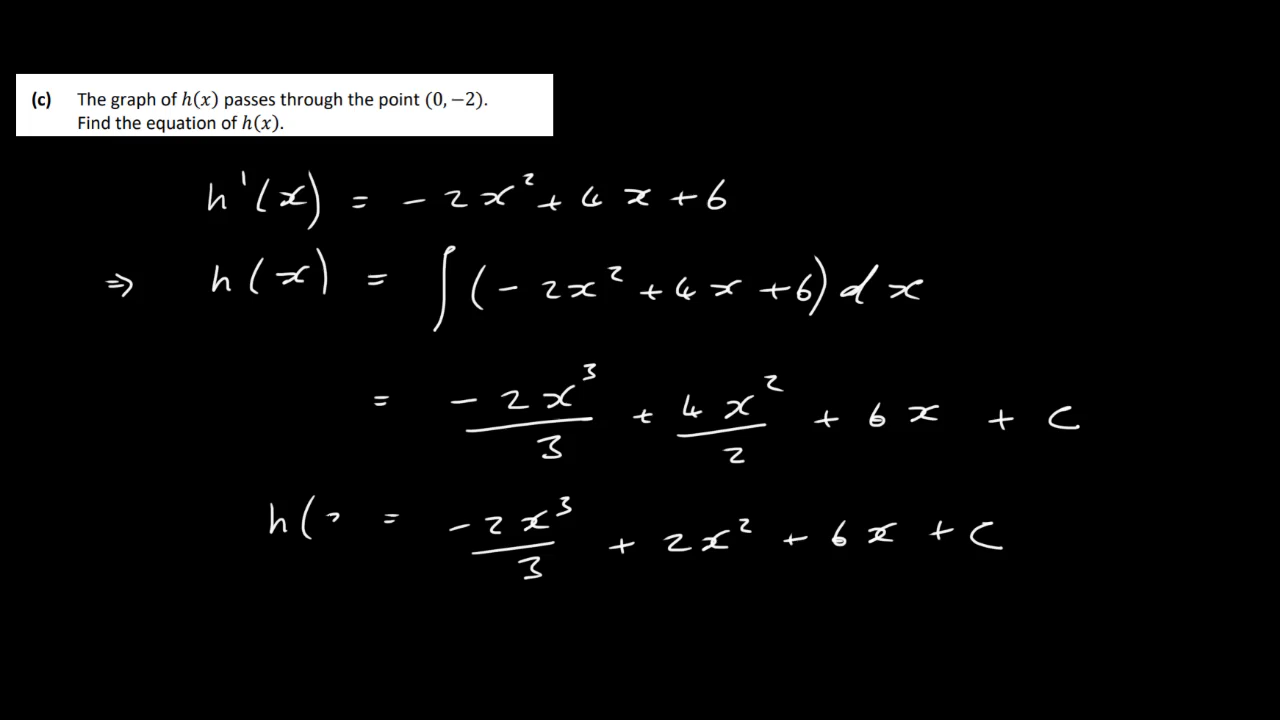 (c) The graph of h(x) passes through the point (0, −2).
Find the equation of h(x).
h'(x) = - 2x² + 4x + 6
⇒ h(x) = ∫(- 2x² + 4x + 6) dx
= - 2x³/3 + 4x²/2 + 6x + c
h( = - 2x³/3 + 2x² + 6x + c